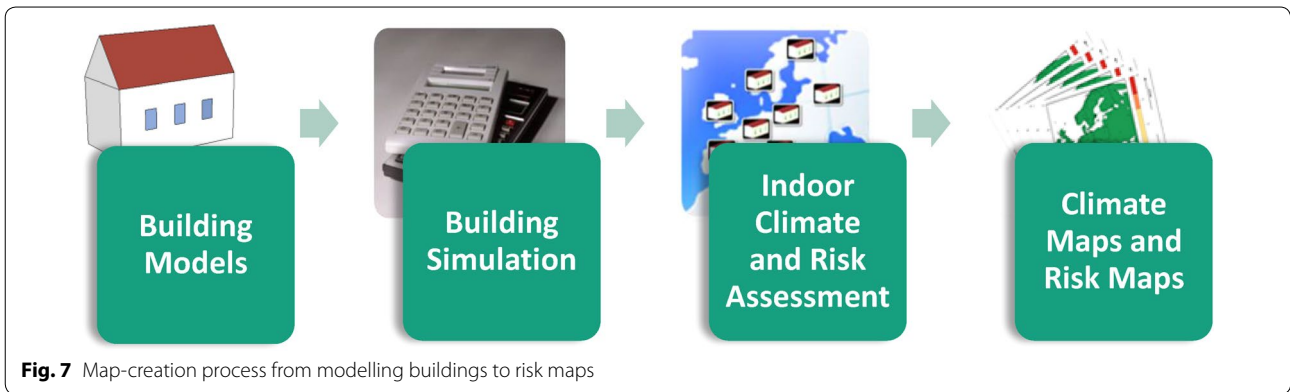 Building
Models
Building
Simulation
Indoor
Climate
and Risk
Assessment
Climate
Maps and
Risk Maps
Fig. 7 Map-creation process from modelling buildings to risk maps